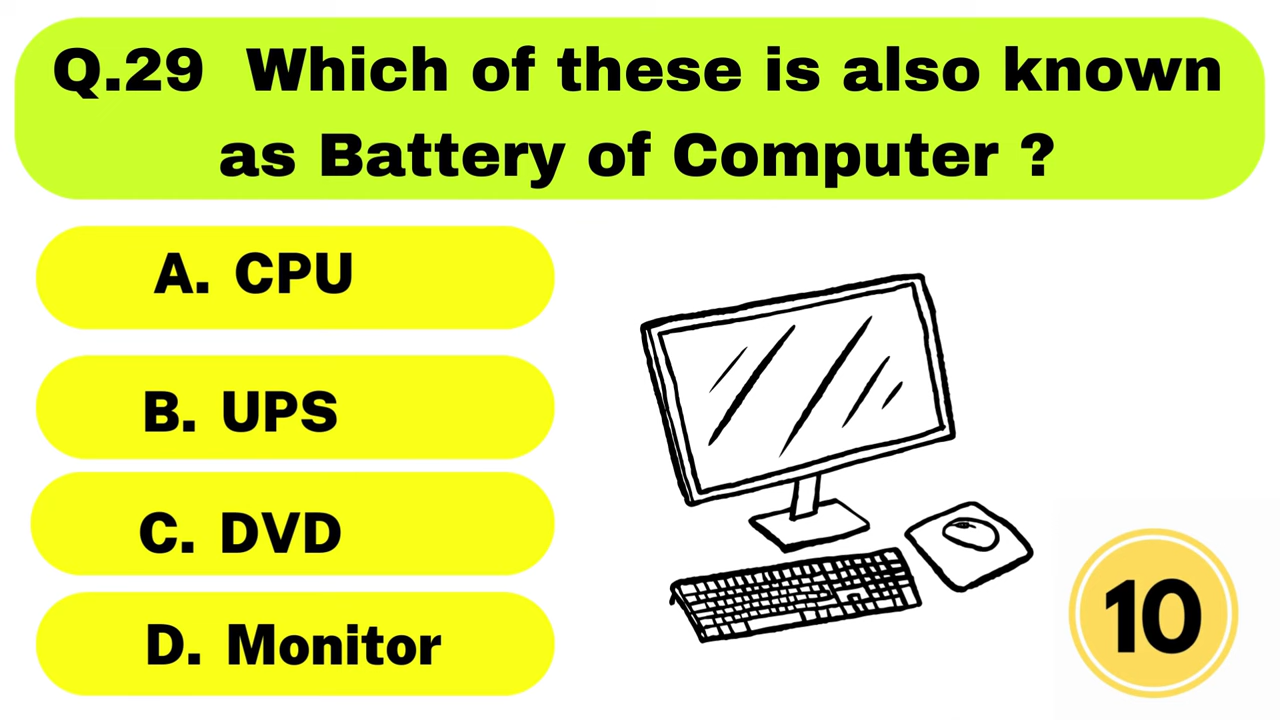 Q.29 Which of these is also known
as Battery of Computer ?
A. CPU
B. UPS
C. DVD
D. Monitor
10